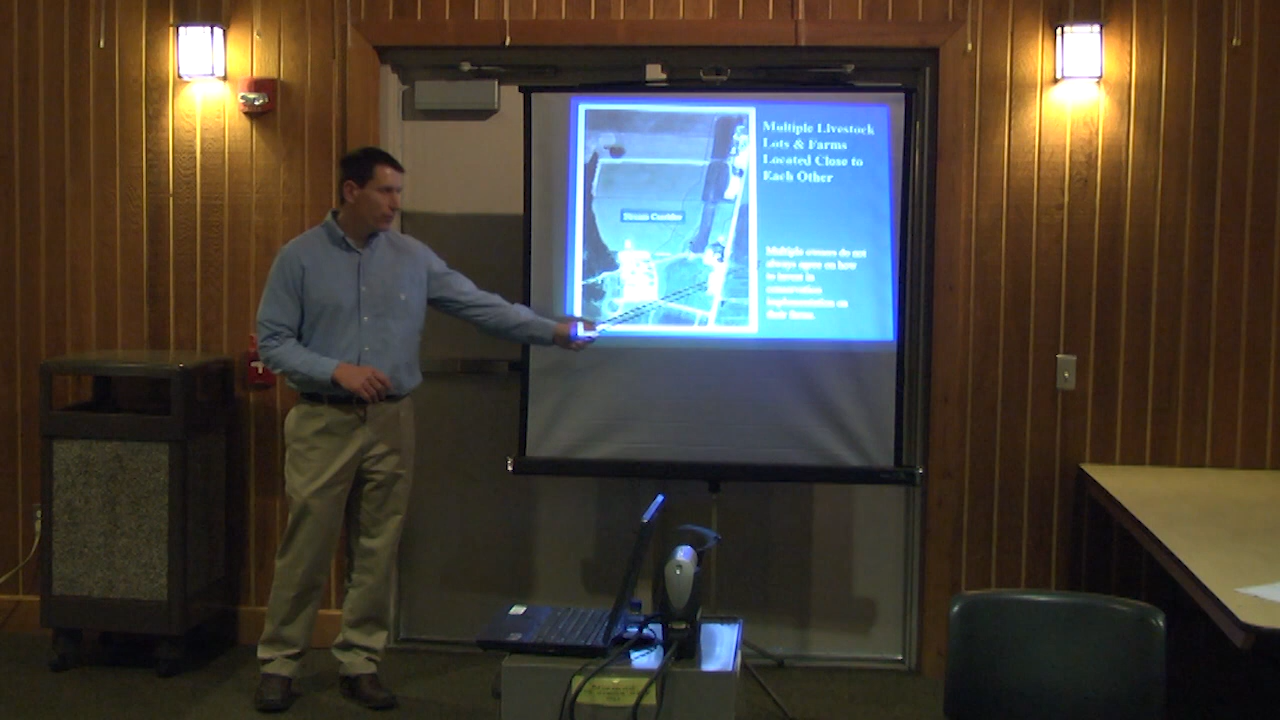 Multiple Livestock
Lots & Farms
Located Close to
Each Other
Stream Corridor
Multiple owners do not
always agree on how
to invest in
conservation
implementation on
their farms.